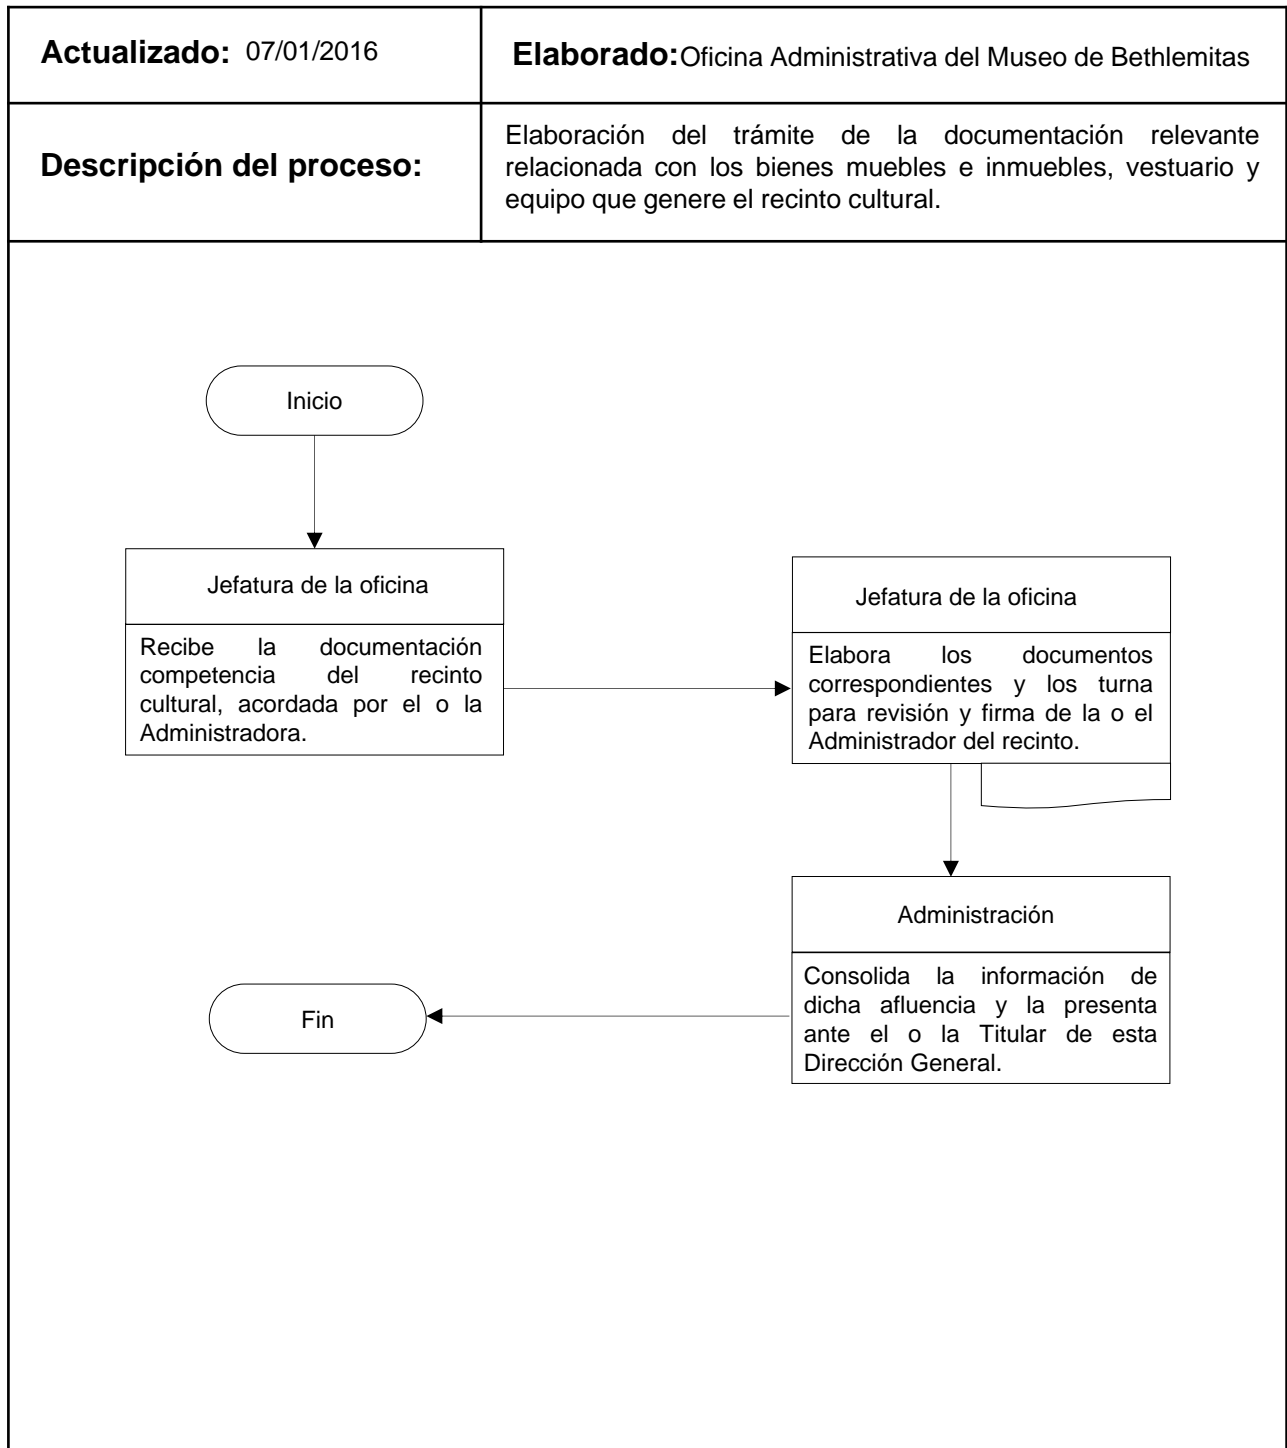 Actualizado: 07/01/2016
Elaborado: Oficina Administrativa del Museo de Bethlemitas
Descripción del proceso:
Elaboración del trámite de la documentación relevante
relacionada con los bienes muebles e inmuebles, vestuario y
equipo que genere el recinto cultural.
Inicio
Jefatura de la oficina
Recibe la documentación
competencia del recinto
cultural, acordada por el o la
Administradora.
Jefatura de la oficina
Elabora los documentos
correspondientes y los turna
para revisión y firma de la o el
Administrador del recinto.
Administración
Consolida la información de
dicha afluencia y la presenta
ante el o la Titular de esta
Dirección General.
Fin